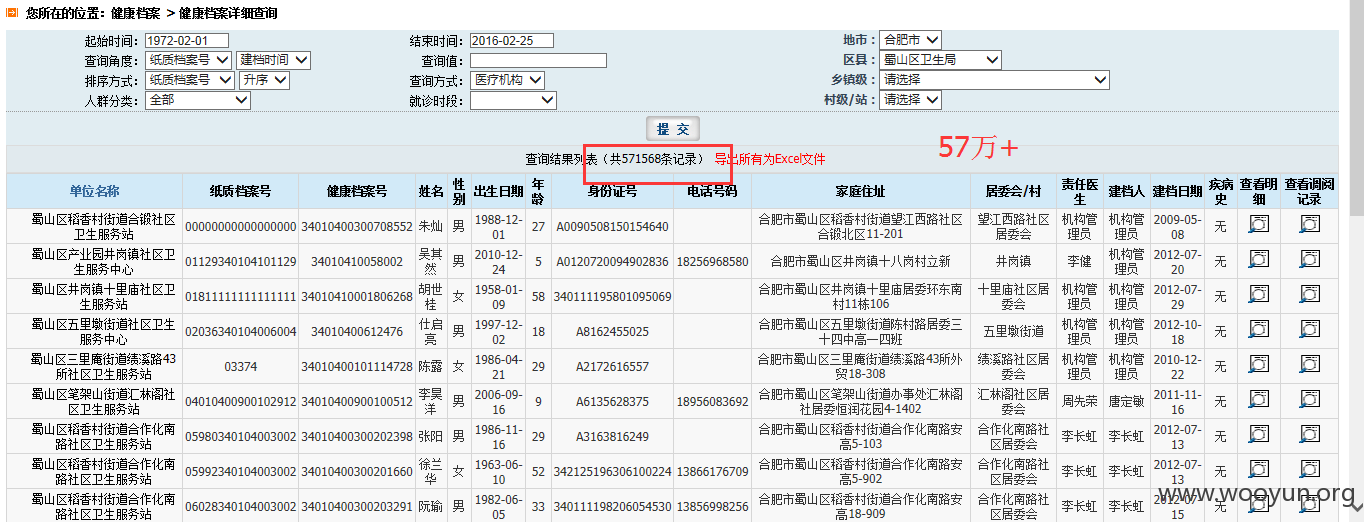 您所在的位置：健康档案 > 健康档案详细查询
起始时间：1972-02-01 结束时间：2016-02-25 地市：合肥市
查询角度：纸质档案号 建档时间 查询值： 区县：蜀山区卫生局
排序方式：纸质档案号 升序 查询方式：医疗机构 乡镇级：请选择
人群分类：全部 就诊时段： 村级/站：请选择
提 交
57万+
查询结果列表（共571568条记录） 导出所有为Excel文件
单位名称 纸质档案号 健康档案号 姓名 性别 出生日期 年龄 身份证号 电话号码 家庭住址 居委会/村 责任医生 建档人 建档日期 疾病史 查看明细 查看调阅记录
蜀山区稻香村街道合锻社区卫生服务站 00000000000000000 34010400300708552 朱灿 男 1988-12-01 27 A0090508150154640 合肥市蜀山区稻香村街道望江西路社区合锻北区11-201 望江西路社区居委会 机构管理员 机构管理员 2009-05-08 无
蜀山区产业园井岗镇社区卫生服务中心 01129340104101129 34010410058002 吴其然 男 2010-12-24 5 A0120720094902836 18256968580 合肥市蜀山区井岗镇十八岗村立新 井岗镇 李健 机构管理员 2012-07-20 无
蜀山区井岗镇十里庙社区卫生服务站 01811111111111111 34010410001806268 胡世桂 女 1958-01-09 58 340111195801095069 合肥市蜀山区井岗镇十里庙居委环东南村11栋106 十里庙社区居委会 机构管理员 机构管理员 2012-07-29 无
蜀山区五里墩街道社区卫生服务中心 02036340104006004 34010400612476 仕启亮 男 1997-12-02 18 A8162455025 合肥市蜀山区五里墩街道陈村路居委三十四中高一四班 五里墩街道 机构管理员 机构管理员 2012-10-18 无
蜀山区三里庵街道绩溪路43所社区卫生服务站 03374 34010400101114728 陈露 女 1986-04-21 29 A2172616557 合肥市蜀山区三里庵街道绩溪路43所外贸18-308 绩溪路社区居委会 机构管理员 机构管理员 2010-12-22 无
蜀山区笔架山街道汇林阁社区卫生服务站 04010400900102912 34010400900100512 李昊洋 男 2006-09-16 9 A6135628375 18956083692 合肥市蜀山区笔架山街道办事处汇林阁社居委恒润花园4-1402 汇林阁社区居委会 周先荣 唐定敏 2011-11-16 无
蜀山区稻香村街道合作化南路社区卫生服务站 05980340104003002 34010400300202398 张阳 男 1986-11-16 29 A3163816249 合肥市蜀山区稻香村街道合作化南路安高5-103 合作化南路社区居委会 李长虹 李长虹 2012-07-13 无
蜀山区稻香村街道合作化南路社区卫生服务站 05992340104003002 34010400300201660 徐兰华 女 1963-06-10 52 342125196306100224 13866176709 合肥市蜀山区稻香村街道合作化南路安高5-902 合作化南路社区居委会 李长虹 李长虹 2012-07-13 无
蜀山区稻香村街道合作化南路社区卫生服务站 06028340104003002 34010400300203291 阮瑜 男 1982-06-05 33 340111198206054530 13856998256 合肥市蜀山区稻香村街道合作化南路安高18-909 合作化南路社区居委会 李长虹 李长虹 2012-07-15 无
www.wooyun.org